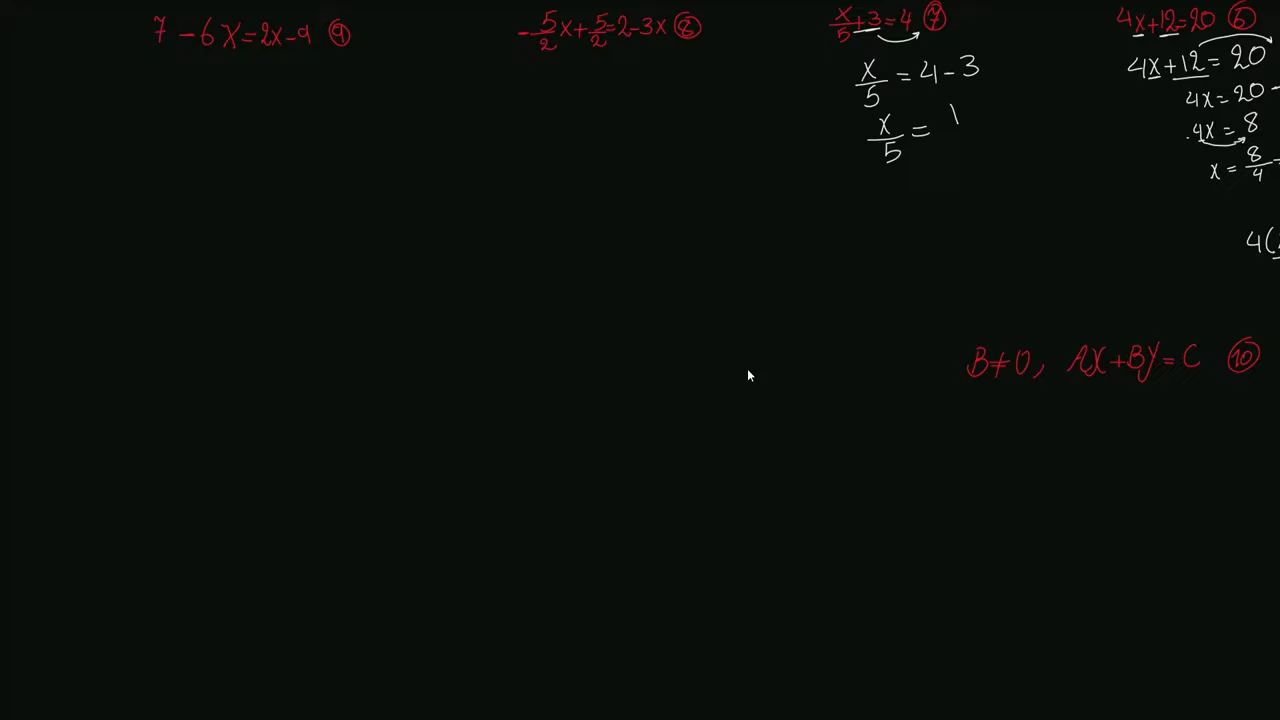 7 - 6X = 2x - 9 ⑨
-5/2x + 5/2 = 2 - 3x ⑧
x/5 + 3 = 4 ⑦
x/5 = 4 - 3
x/5 = 1
4x + 12 = 20 ⑥
4x + 12 = 20
4x = 20 -
4x = 8
x = 8/4
4(
B ≠ 0, AX + BY = C ⑩